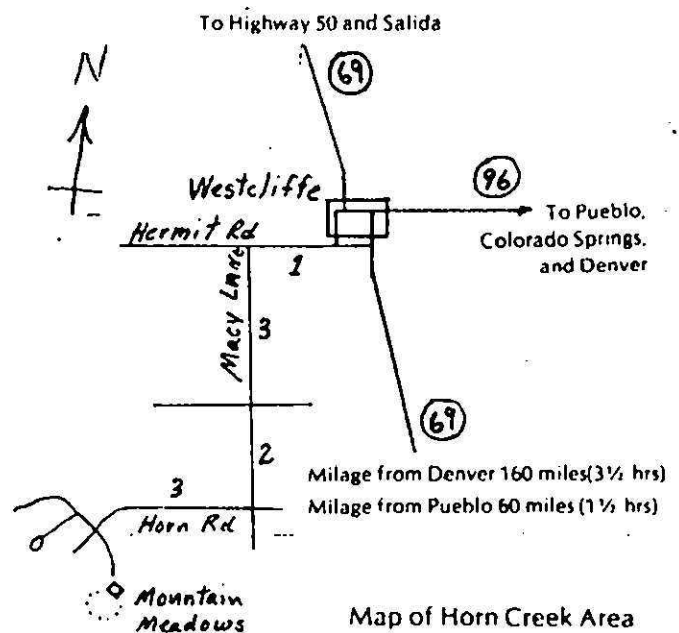 To Highway 50 and Salida
N
69
Westcliffe
96
To Pueblo,
Colorado Springs,
and Denver
Hermit Rd
1
Macy Lane
3
69
2
Milage from Denver 160 miles(3½ hrs)
Milage from Pueblo 60 miles (1½ hrs)
3
Horn Rd
Mountain
Meadows
Map of Horn Creek Area